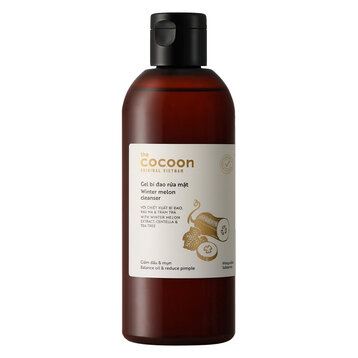 the
cocoon
ORIGINAL VIETNAM
Gel bí đao rửa mặt
Winter melon
cleanser
VỚI CHIẾT XUẤT BÍ ĐAO,
RAU MÁ & TRÀM TRÀ
WITH WINTER MELON
EXTRACT, CENTELLA &
TEA TREE
Giảm dầu & mụn
Balance oil & reduce pimple